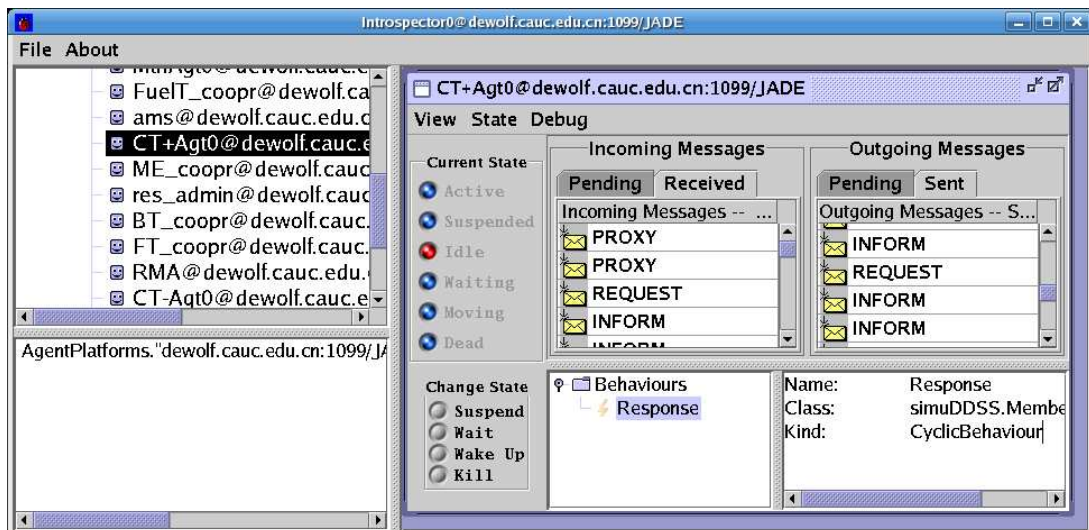 Introspector0@dewolf.cauc.edu.cn:1099/JADE
File About
FuelT_coopr@dewolf.ca
ams@dewolf.cauc.edu.c
CT+Agt0@dewolf.cauc.e
ME_coopr@dewolf.cauc
res_admin@dewolf.cauc
BT_coopr@dewolf.cauc.
FT_coopr@dewolf.cauc.
RMA@dewolf.cauc.edu.
CT-Agt0@dewolf.cauc.e
AgentPlatforms."dewolf.cauc.edu.cn:1099/JA
CT+Agt0@dewolf.cauc.edu.cn:1099/JADE
View State Debug
Current State
Active
Suspended
Idle
Waiting
Moving
Dead
Change State
Suspend
Wait
Wake Up
Kill
Incoming Messages
Pending Received
Incoming Messages -- ...
PROXY
PROXY
REQUEST
INFORM
INFORM
Outgoing Messages
Pending Sent
Outgoing Messages -- S...
INFORM
REQUEST
INFORM
INFORM
Behaviours
Response
Name: Response
Class: simuDDSS.Membe
Kind: CyclicBehaviour